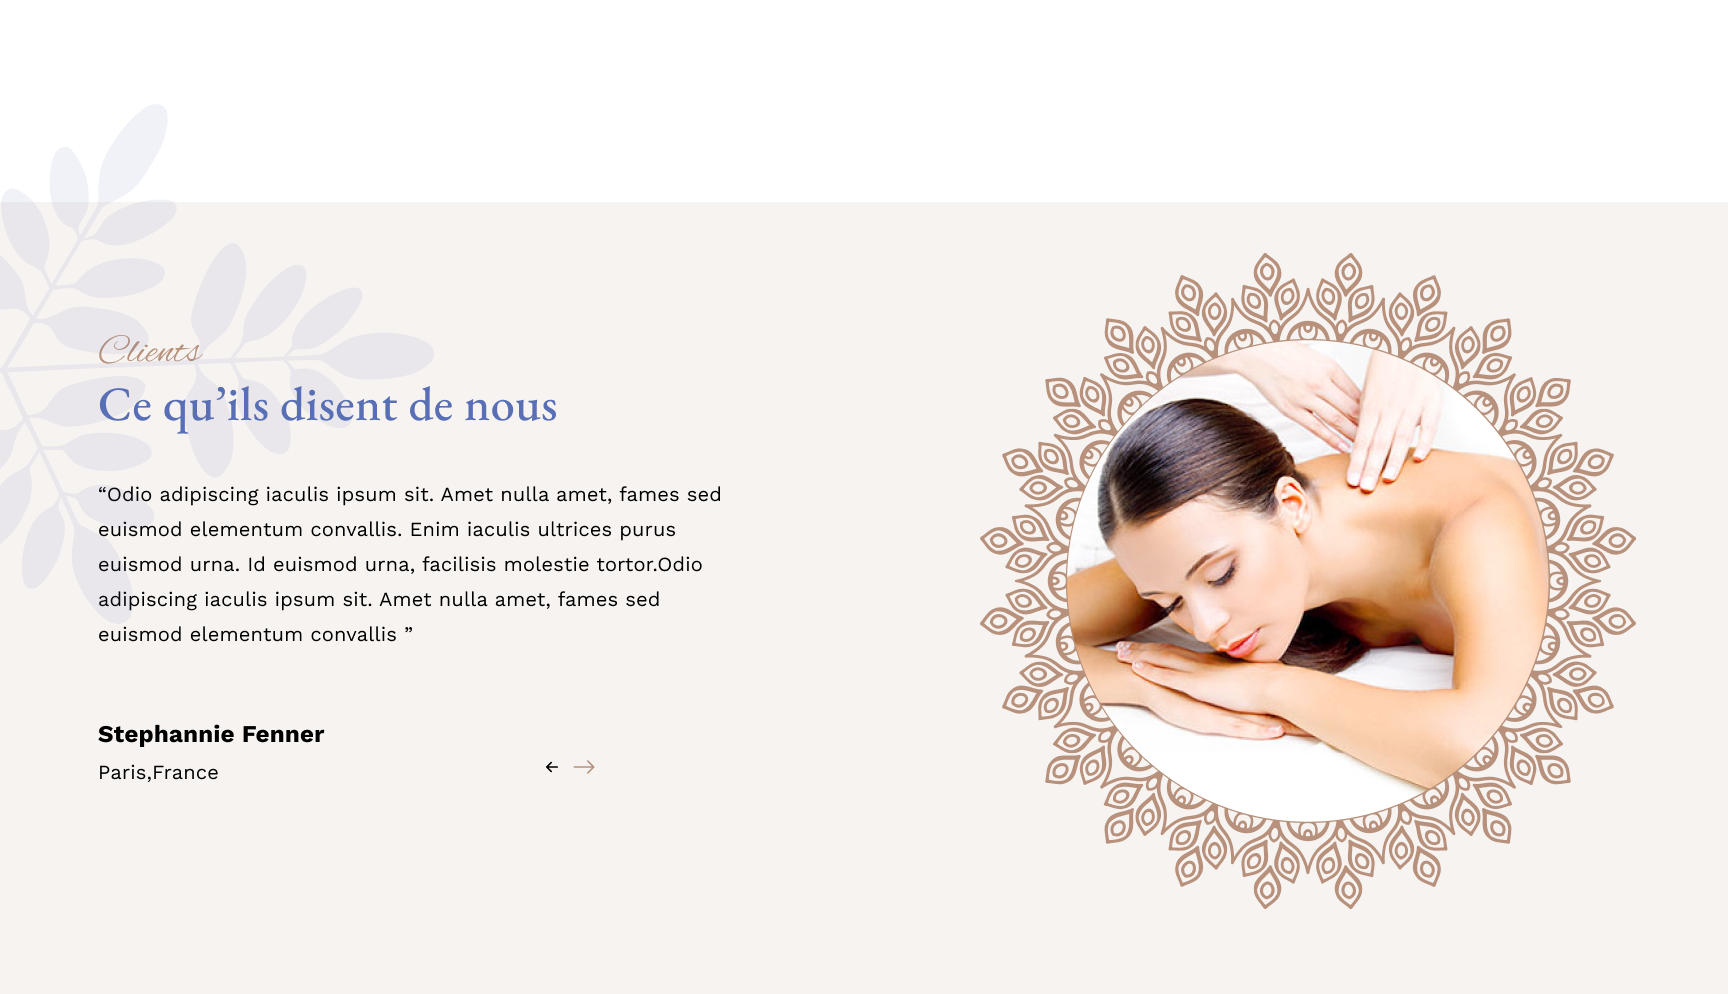 Clients
Ce qu’ils disent de nous
“Odio adipiscing iaculis ipsum sit. Amet nulla amet, fames sed
euismod elementum convallis. Enim iaculis ultrices purus
euismod urna. Id euismod urna, facilisis molestie tortor.Odio
adipiscing iaculis ipsum sit. Amet nulla amet, fames sed
euismod elementum convallis ”
Stephannie Fenner
Paris,France